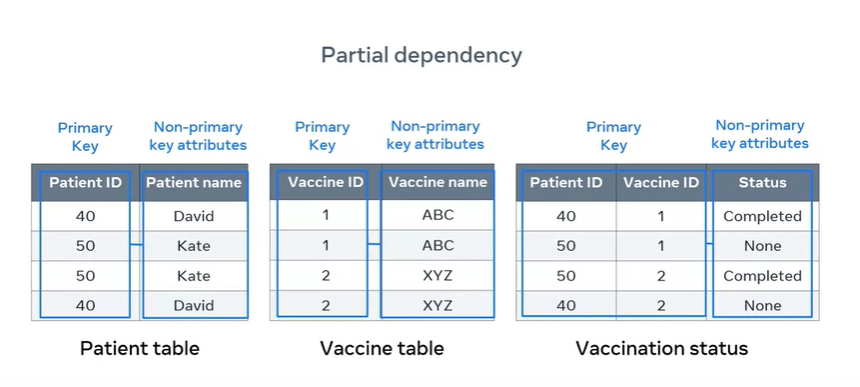 Partial dependency
Primary Key
Non-primary key attributes
Primary Key
Non-primary key attributes
Primary Key
Non-primary key attributes
Patient ID Patient name
40 David
50 Kate
50 Kate
40 David
Patient table
Vaccine ID Vaccine name
1 ABC
1 ABC
2 XYZ
2 XYZ
Vaccine table
Patient ID Vaccine ID Status
40 1 Completed
50 1 None
50 2 Completed
40 2 None
Vaccination status